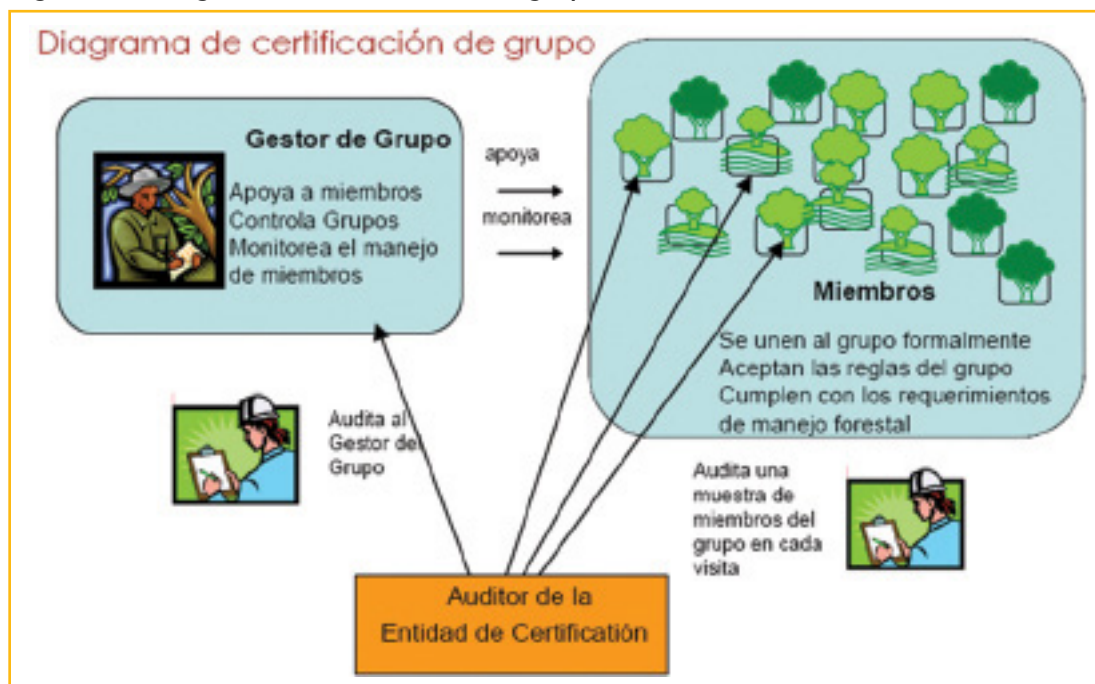 Diagrama de certificación de grupo
Gestor de Grupo
Apoya a miembros
Controla Grupos
Monitorea el manejo
de miembros
apoya
monitorea
Miembros
Se unen al grupo formalmente
Aceptan las reglas del grupo
Cumplen con los requerimientos
de manejo forestal
Audita al
Gestor del
Grupo
Audita una
muestra de
miembros del
grupo en cada
visita
Auditor de la
Entidad de Certificatión